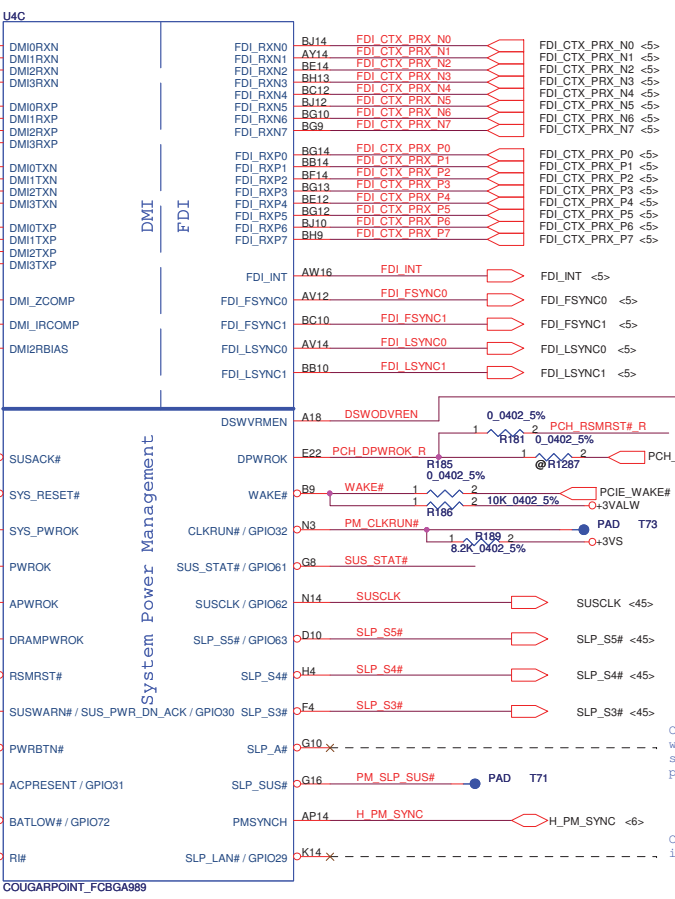 U4C
DMI0RXN FDI_RXN0 BJ14 FDI_CTX_PRX_N0 FDI_CTX_PRX_N0 <5>
DMI1RXN FDI_RXN1 AY14 FDI_CTX_PRX_N1 FDI_CTX_PRX_N1 <5>
DMI2RXN FDI_RXN2 BE14 FDI_CTX_PRX_N2 FDI_CTX_PRX_N2 <5>
DMI3RXN FDI_RXN3 BH13 FDI_CTX_PRX_N3 FDI_CTX_PRX_N3 <5>
FDI_RXN4 BC12 FDI_CTX_PRX_N4 FDI_CTX_PRX_N4 <5>
DMI0RXP FDI_RXN5 BJ12 FDI_CTX_PRX_N5 FDI_CTX_PRX_N5 <5>
DMI1RXP FDI_RXN6 BG10 FDI_CTX_PRX_N6 FDI_CTX_PRX_N6 <5>
DMI2RXP FDI_RXN7 BG9 FDI_CTX_PRX_N7 FDI_CTX_PRX_N7 <5>
DMI3RXP
FDI_RXP0 BG14 FDI_CTX_PRX_P0 FDI_CTX_PRX_P0 <5>
DMI0TXN FDI_RXP1 BB14 FDI_CTX_PRX_P1 FDI_CTX_PRX_P1 <5>
DMI1TXN FDI_RXP2 BF14 FDI_CTX_PRX_P2 FDI_CTX_PRX_P2 <5>
DMI2TXN FDI_RXP3 BG13 FDI_CTX_PRX_P3 FDI_CTX_PRX_P3 <5>
DMI3TXN FDI_RXP4 BE12 FDI_CTX_PRX_P4 FDI_CTX_PRX_P4 <5>
FDI_RXP5 BG12 FDI_CTX_PRX_P5 FDI_CTX_PRX_P5 <5>
DMI0TXP FDI_RXP6 BJ10 FDI_CTX_PRX_P6 FDI_CTX_PRX_P6 <5>
DMI1TXP FDI_RXP7 BH9 FDI_CTX_PRX_P7 FDI_CTX_PRX_P7 <5>
DMI2TXP
DMI3TXP
DMI
FDI
FDI_INT AW16 FDI_INT FDI_INT <5>
DMI_ZCOMP FDI_FSYNC0 AV12 FDI_FSYNC0 FDI_FSYNC0 <5>
DMI_IRCOMP FDI_FSYNC1 BC10 FDI_FSYNC1 FDI_FSYNC1 <5>
DMI2RBIAS FDI_LSYNC0 AV14 FDI_LSYNC0 FDI_LSYNC0 <5>
FDI_LSYNC1 BB10 FDI_LSYNC1 FDI_LSYNC1 <5>
DSWVRMEN A18 DSWODVREN
0_0402_5%
1 2 PCH_RSMRST#_R
R181 0_0402_5%
SUSACK# DPWROK E22 PCH_DPWROK_R 1 2 PCH_
R185 @R1287
0_0402_5%
SYS_RESET# WAKE# B9 WAKE# 1 2 PCIE_WAKE#
1 2 10K_0402_5% +3VALW
R186
SYS_PWROK CLKRUN# / GPIO32 N3 PM_CLKRUN# PAD T73
R189
1 2 +3VS
8.2K_0402_5%
PWROK SUS_STAT# / GPIO61 G8 SUS_STAT#
APWROK SUSCLK / GPIO62 N14 SUSCLK SUSCLK <45>
DRAMPWROK SLP_S5# / GPIO63 D10 SLP_S5# SLP_S5# <45>
RSMRST# SLP_S4# H4 SLP_S4# SLP_S4# <45>
SUSWARN# / SUS_PWR_DN_ACK / GPIO30 SLP_S3# F4 SLP_S3# SLP_S3# <45>
System Power Management
PWRBTN# SLP_A# G10
ACPRESENT / GPIO31 SLP_SUS# G16 PM_SLP_SUS# PAD T71
BATLOW# / GPIO72 PMSYNCH AP14 H_PM_SYNC H_PM_SYNC <6>
RI# SLP_LAN# / GPIO29 K14
COUGARPOINT_FCBGA989